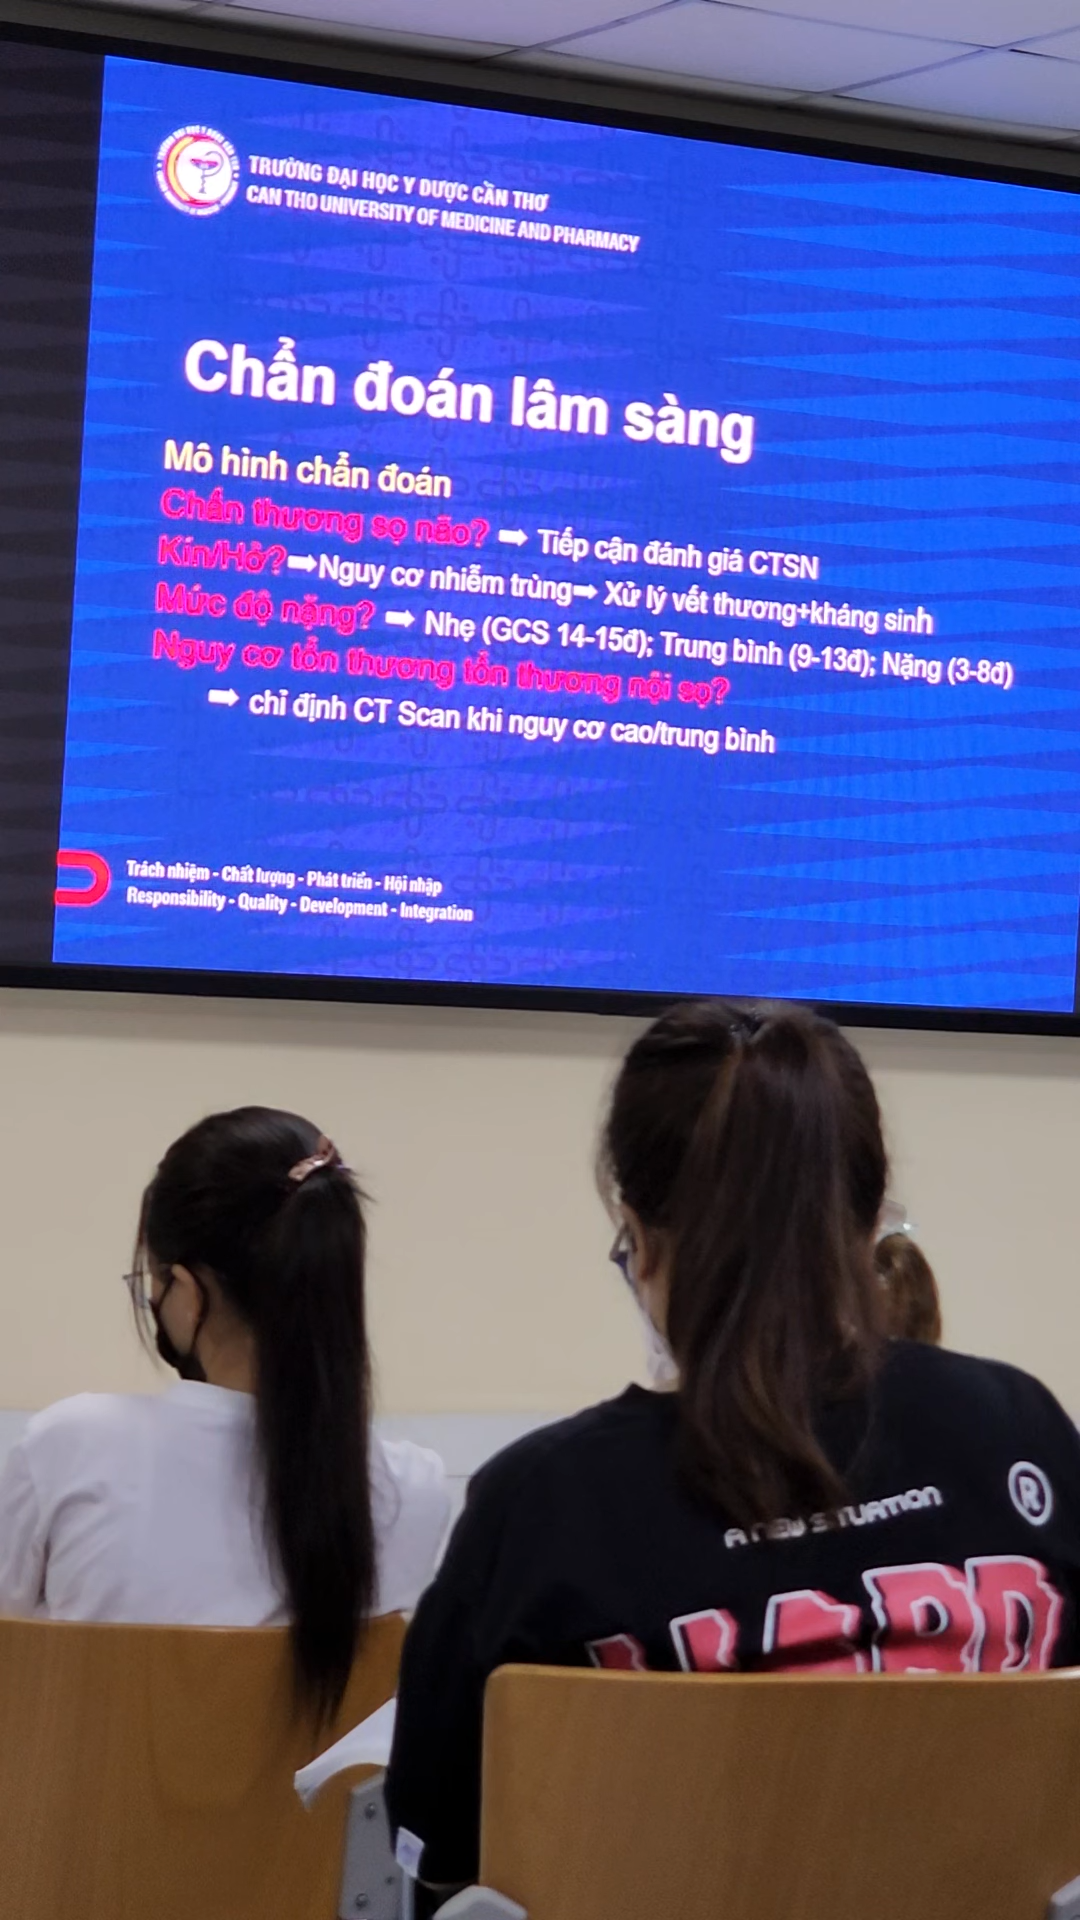 TRƯỜNG ĐẠI HỌC Y DƯỢC CẦN THƠ
CAN THO UNIVERSITY OF MEDICINE AND PHARMACY
Chẩn đoán lâm sàng
Mô hình chẩn đoán
Chấn thương sọ não? ➡ Tiếp cận đánh giá CTSN
Kín/Hở?➡Nguy cơ nhiễm trùng➡ Xử lý vết thương+kháng sinh
Mức độ nặng? ➡ Nhẹ (GCS 14-15đ); Trung bình (9-13đ); Nặng (3-8đ)
Nguy cơ tổn thương tổn thương nội sọ?
➡ chỉ định CT Scan khi nguy cơ cao/trung bình
Trách nhiệm - Chất lượng - Phát triển - Hội nhập
Responsibility - Quality - Development - Integration
A NEW SITUATION
®
HARD